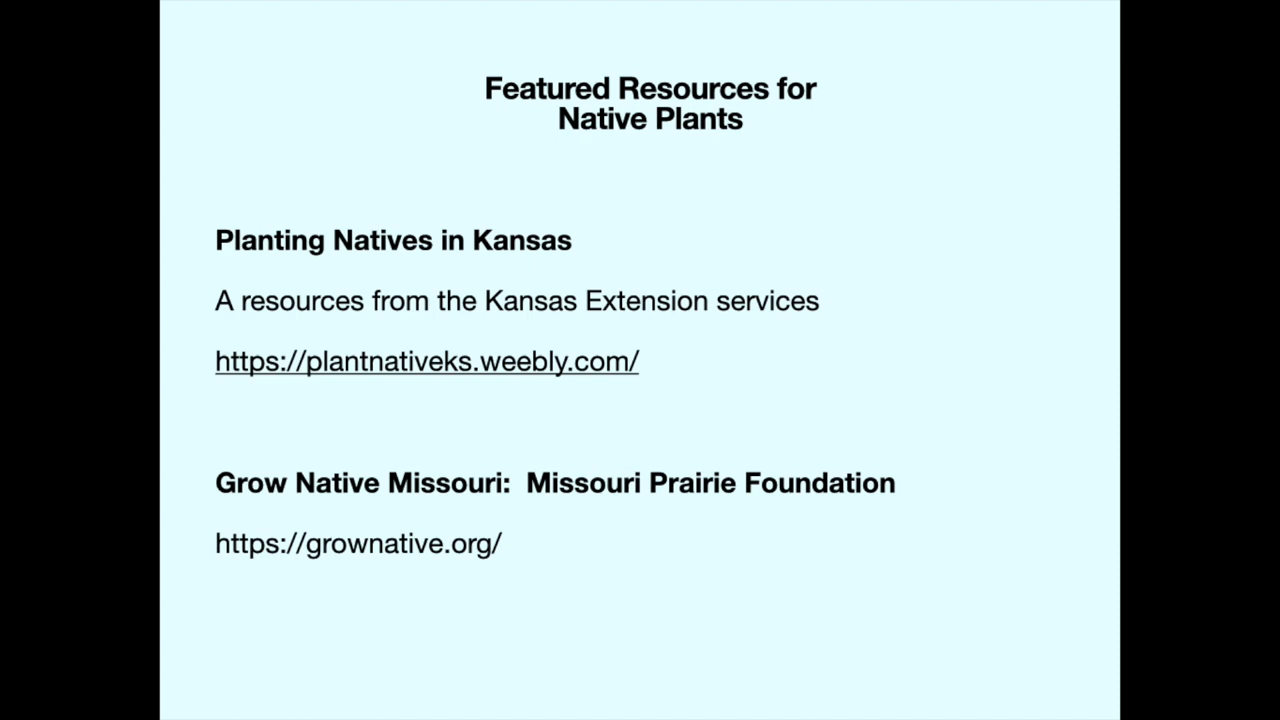 Featured Resources for
Native Plants
Planting Natives in Kansas
A resources from the Kansas Extension services
https://plantnativeks.weebly.com/
Grow Native Missouri:  Missouri Prairie Foundation
https://grownative.org/